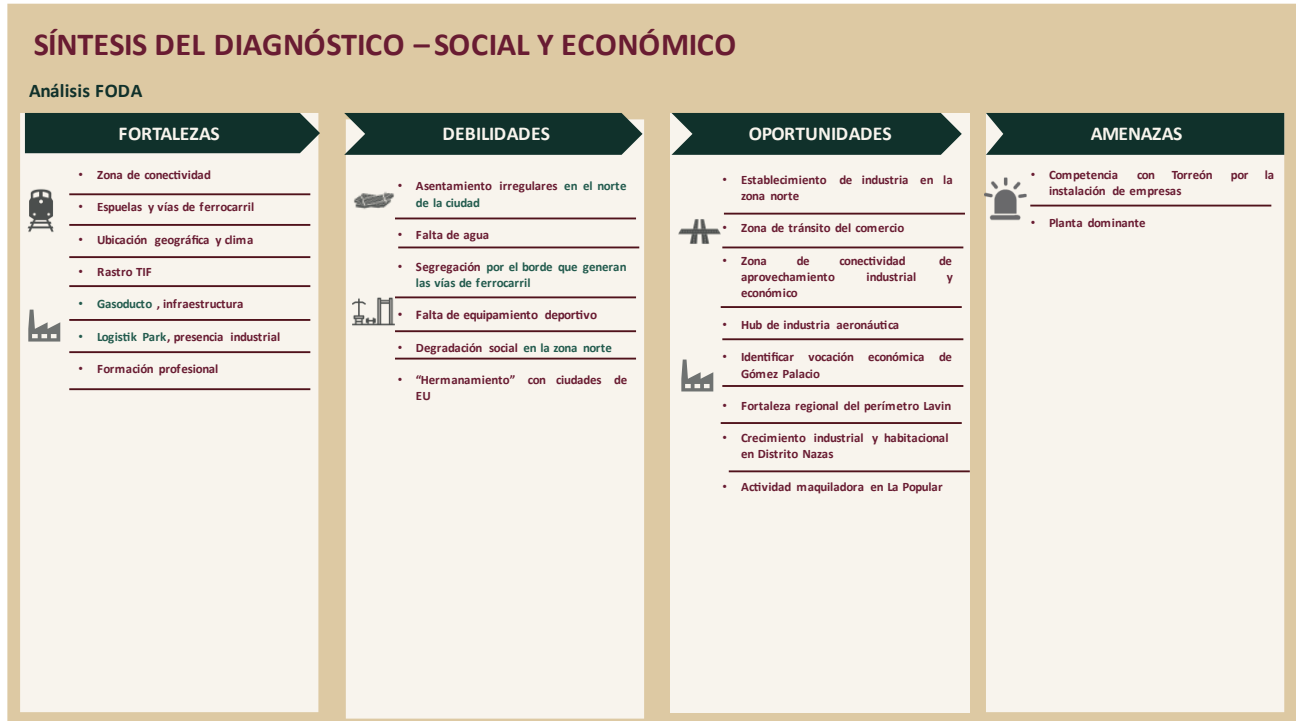 SÍNTESIS DEL DIAGNÓSTICO – SOCIAL Y ECONÓMICO
Análisis FODA
FORTALEZAS
• Zona de conectividad
• Espuelas y vías de ferrocarril
• Ubicación geográfica y clima
• Rastro TIF
• Gasoducto , infraestructura
• Logistik Park, presencia industrial
• Formación profesional
DEBILIDADES
• Asentamiento irregulares en el norte
de la ciudad
• Falta de agua
• Segregación por el borde que generan
las vías de ferrocarril
• Falta de equipamiento deportivo
• Degradación social en la zona norte
• “Hermanamiento” con ciudades de
EU
OPORTUNIDADES
• Establecimiento de industria en la
zona norte
• Zona de tránsito del comercio
• Zona de conectividad de
aprovechamiento industrial y
económico
• Hub de industria aeronáutica
• Identificar vocación económica de
Gómez Palacio
• Fortaleza regional del perímetro Lavin
• Crecimiento industrial y habitacional
en Distrito Nazas
• Actividad maquiladora en La Popular
AMENAZAS
• Competencia con Torreón por la
instalación de empresas
• Planta dominante